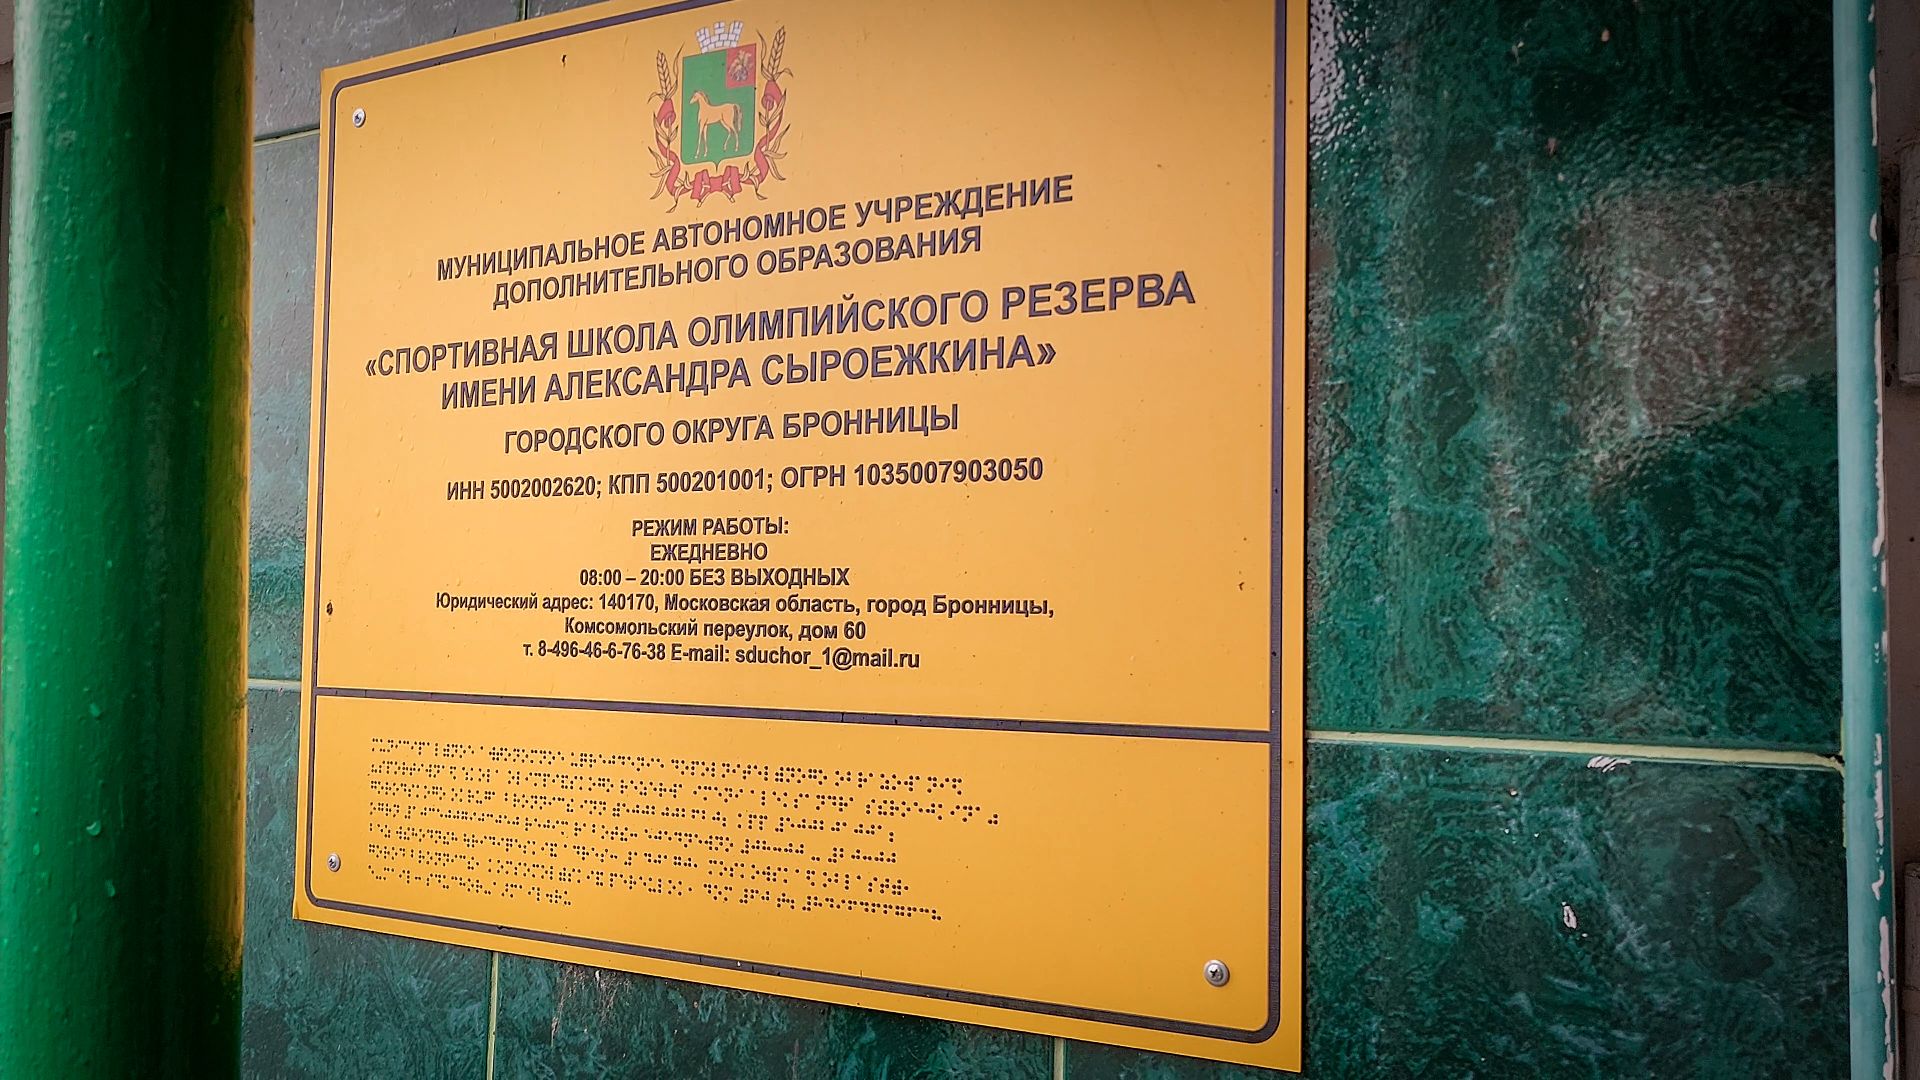 МУНИЦИПАЛЬНОЕ АВТОНОМНОЕ УЧРЕЖДЕНИЕ
ДОПОЛНИТЕЛЬНОГО ОБРАЗОВАНИЯ
«СПОРТИВНАЯ ШКОЛА ОЛИМПИЙСКОГО РЕЗЕРВА
ИМЕНИ АЛЕКСАНДРА СЫРОЕЖКИНА»
ГОРОДСКОГО ОКРУГА БРОННИЦЫ
ИНН 5002002620; КПП 500201001; ОГРН 1035007903050
РЕЖИМ РАБОТЫ:
ЕЖЕДНЕВНО
08:00 – 20:00 БЕЗ ВЫХОДНЫХ
Юридический адрес: 140170, Московская область, город Бронницы,
Комсомольский переулок, дом 60
т. 8-496-46-6-76-38 E-mail: sduchor_1@mail.ru